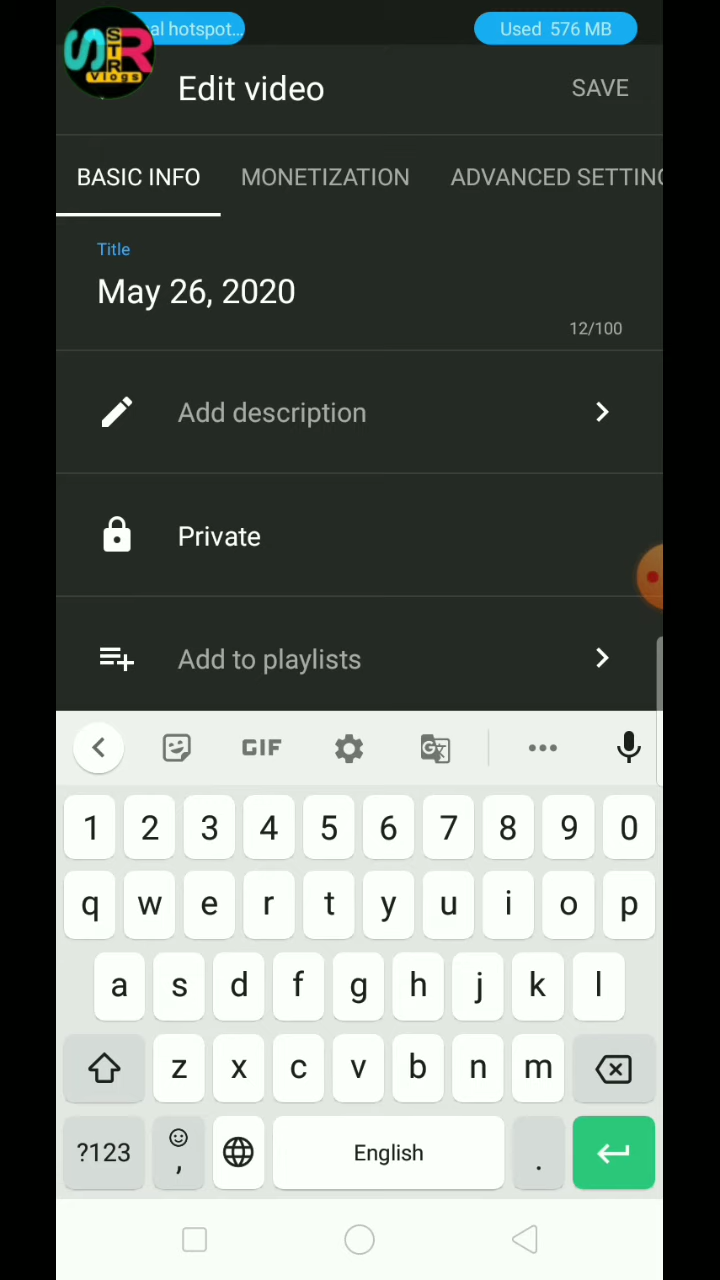 al hotspot...
Used 576 MB
S STR R
Vlogs
Edit video
SAVE
BASIC INFO
MONETIZATION
ADVANCED SETTING
Title
May 26, 2020
12/100
Add description
Private
Add to playlists
GIF
G
1 2 3 4 5 6 7 8 9 0
q w e r t y u i o p
a s d f g h j k l
z x c v b n m
?123 , English .